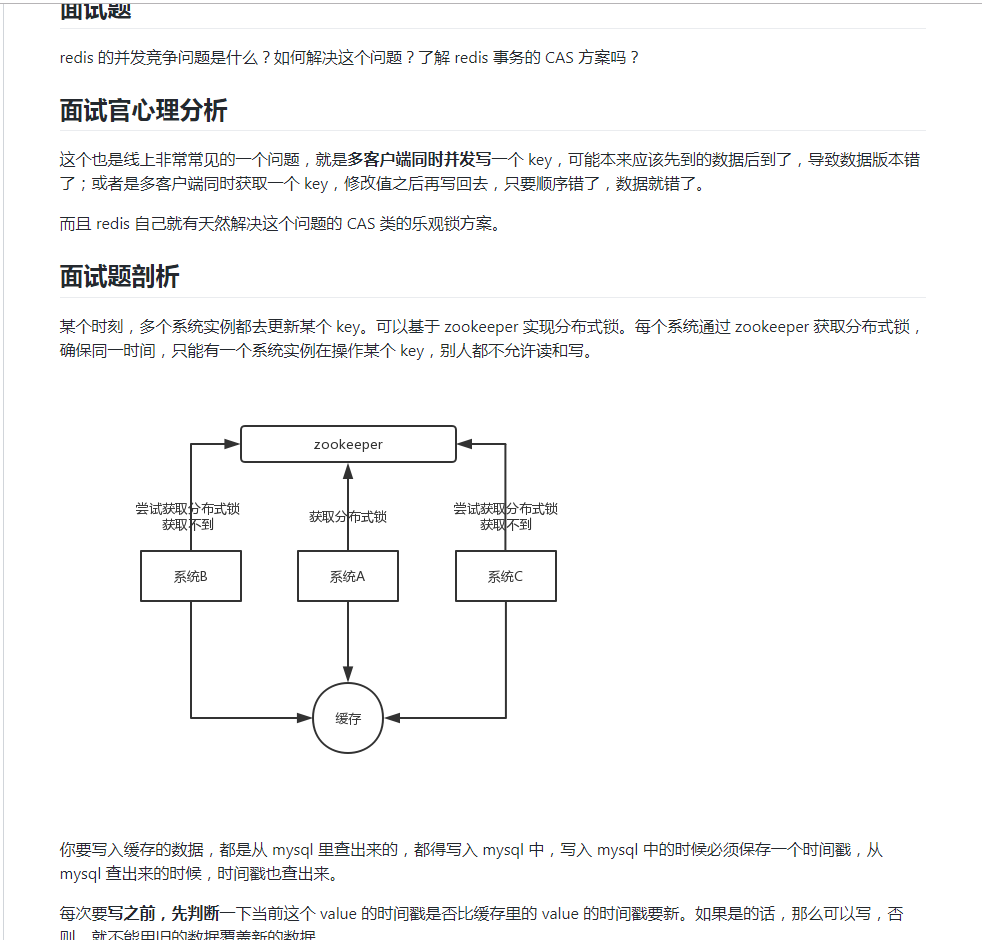 面试题
redis 的并发竞争问题是什么？如何解决这个问题？了解 redis 事务的 CAS 方案吗？
面试官心理分析
这个也是线上非常常见的一个问题，就是多客户端同时并发写一个 key，可能本来应该先到的数据后到了，导致数据版本错
了；或者是多客户端同时获取一个 key，修改值之后再写回去，只要顺序错了，数据就错了。
而且 redis 自己就有天然解决这个问题的 CAS 类的乐观锁方案。
面试题剖析
某个时刻，多个系统实例都去更新某个 key。可以基于 zookeeper 实现分布式锁。每个系统通过 zookeeper 获取分布式锁，
确保同一时间，只能有一个系统实例在操作某个 key，别人都不允许读和写。
zookeeper
尝试获取分布式锁
获取不到
获取分布式锁
尝试获取分布式锁
获取不到
系统B
系统A
系统C
缓存
你要写入缓存的数据，都是从 mysql 里查出来的，都得写入 mysql 中，写入 mysql 中的时候必须保存一个时间戳，从
mysql 查出来的时候，时间戳也查出来。
每次要写之前，先判断一下当前这个 value 的时间戳是否比缓存里的 value 的时间戳要新。如果是的话，那么可以写，否
则，就不能用旧的数据覆盖新的数据